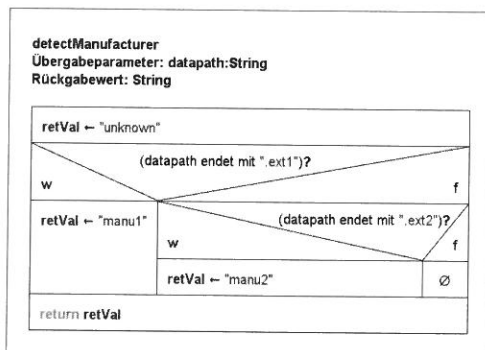 detectManufacturer
Übergabeparameter: datapath:String
Rückgabewert: String
retVal ← "unknown"
(datapath endet mit ".ext1")?
w
f
retVal ← "manu1"
(datapath endet mit ".ext2")?
w
f
retVal ← "manu2"
∅
return retVal